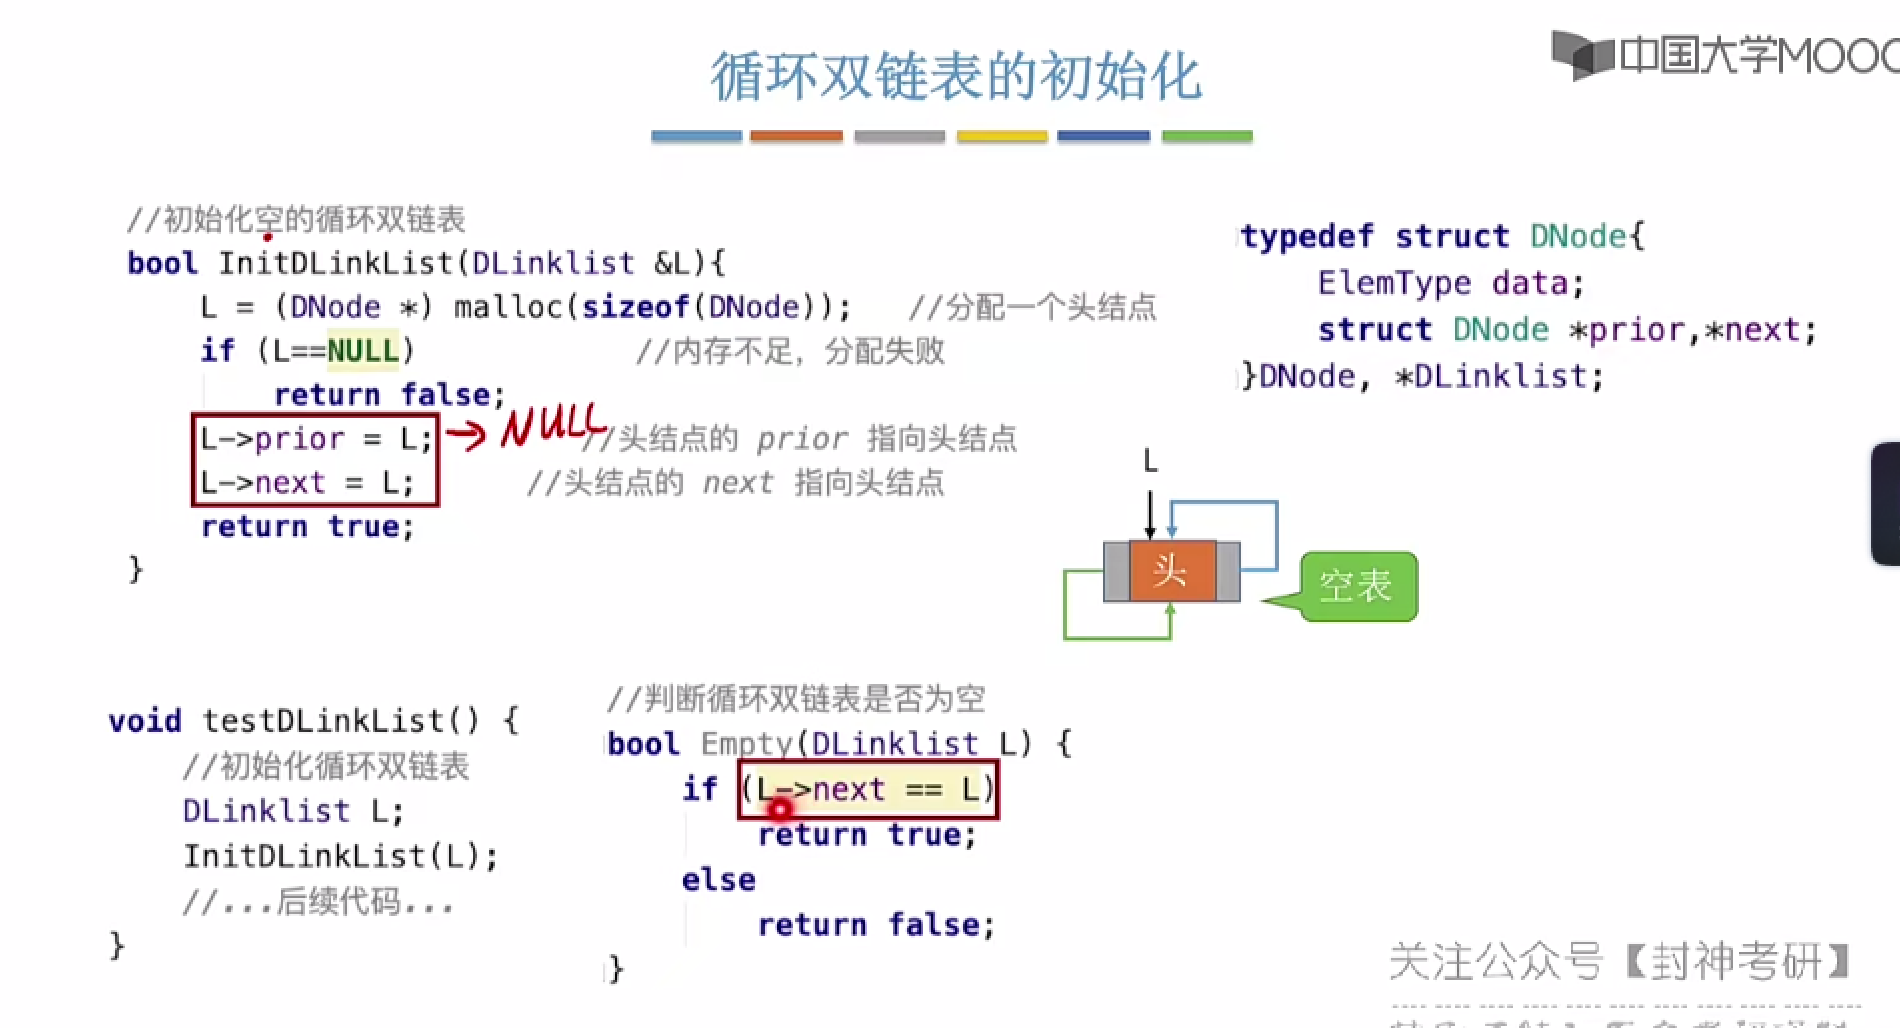 中国大学MOOC
循环双链表的初始化
//初始化空的循环双链表
bool InitDLinkList(DLinklist &L){
L = (DNode *) malloc(sizeof(DNode)); //分配一个头结点
if (L==NULL) //内存不足，分配失败
return false;
L->prior = L; → NULL //头结点的 prior 指向头结点
L->next = L; //头结点的 next 指向头结点
return true;
}
typedef struct DNode{
ElemType data;
struct DNode *prior,*next;
}DNode, *DLinklist;
L
头
空表
void testDLinkList() {
//初始化循环双链表
DLinklist L;
InitDLinkList(L);
//...后续代码...
}
//判断循环双链表是否为空
bool Empty(DLinklist L) {
if (L->next == L)
return true;
else
return false;
}
关注公众号【封神考研】